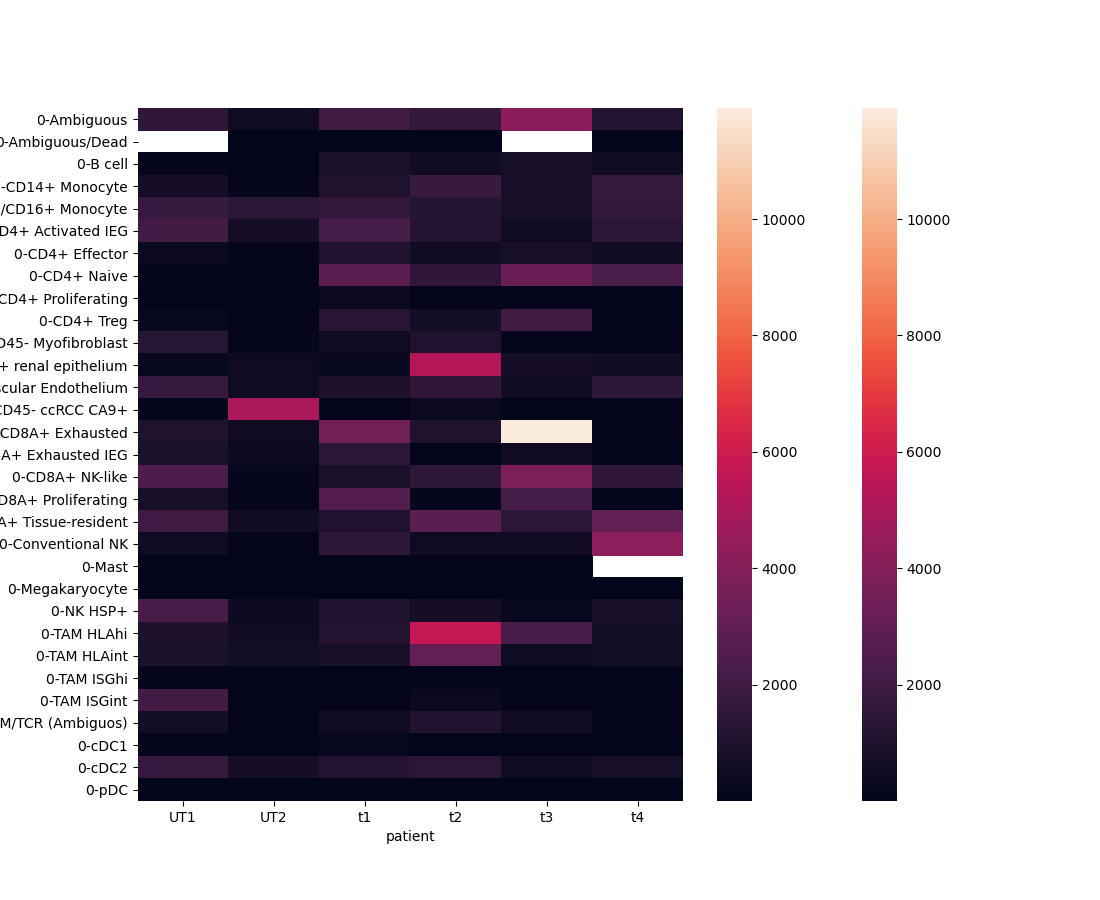 0-Ambiguous
0-Ambiguous/Dead
0-B cell
-CD14+ Monocyte
/CD16+ Monocyte
D4+ Activated IEG
0-CD4+ Effector
0-CD4+ Naive
CD4+ Proliferating
0-CD4+ Treg
D45- Myofibroblast
+ renal epithelium
scular Endothelium
CD45- ccRCC CA9+
CD8A+ Exhausted
A+ Exhausted IEG
0-CD8A+ NK-like
D8A+ Proliferating
A+ Tissue-resident
0-Conventional NK
0-Mast
0-Megakaryocyte
0-NK HSP+
0-TAM HLAhi
0-TAM HLAint
0-TAM ISGhi
0-TAM ISGint
M/TCR (Ambiguos)
0-cDC1
0-cDC2
0-pDC
UT1 UT2 t1 t2 t3 t4
patient
10000
8000
6000
4000
2000
10000
8000
6000
4000
2000